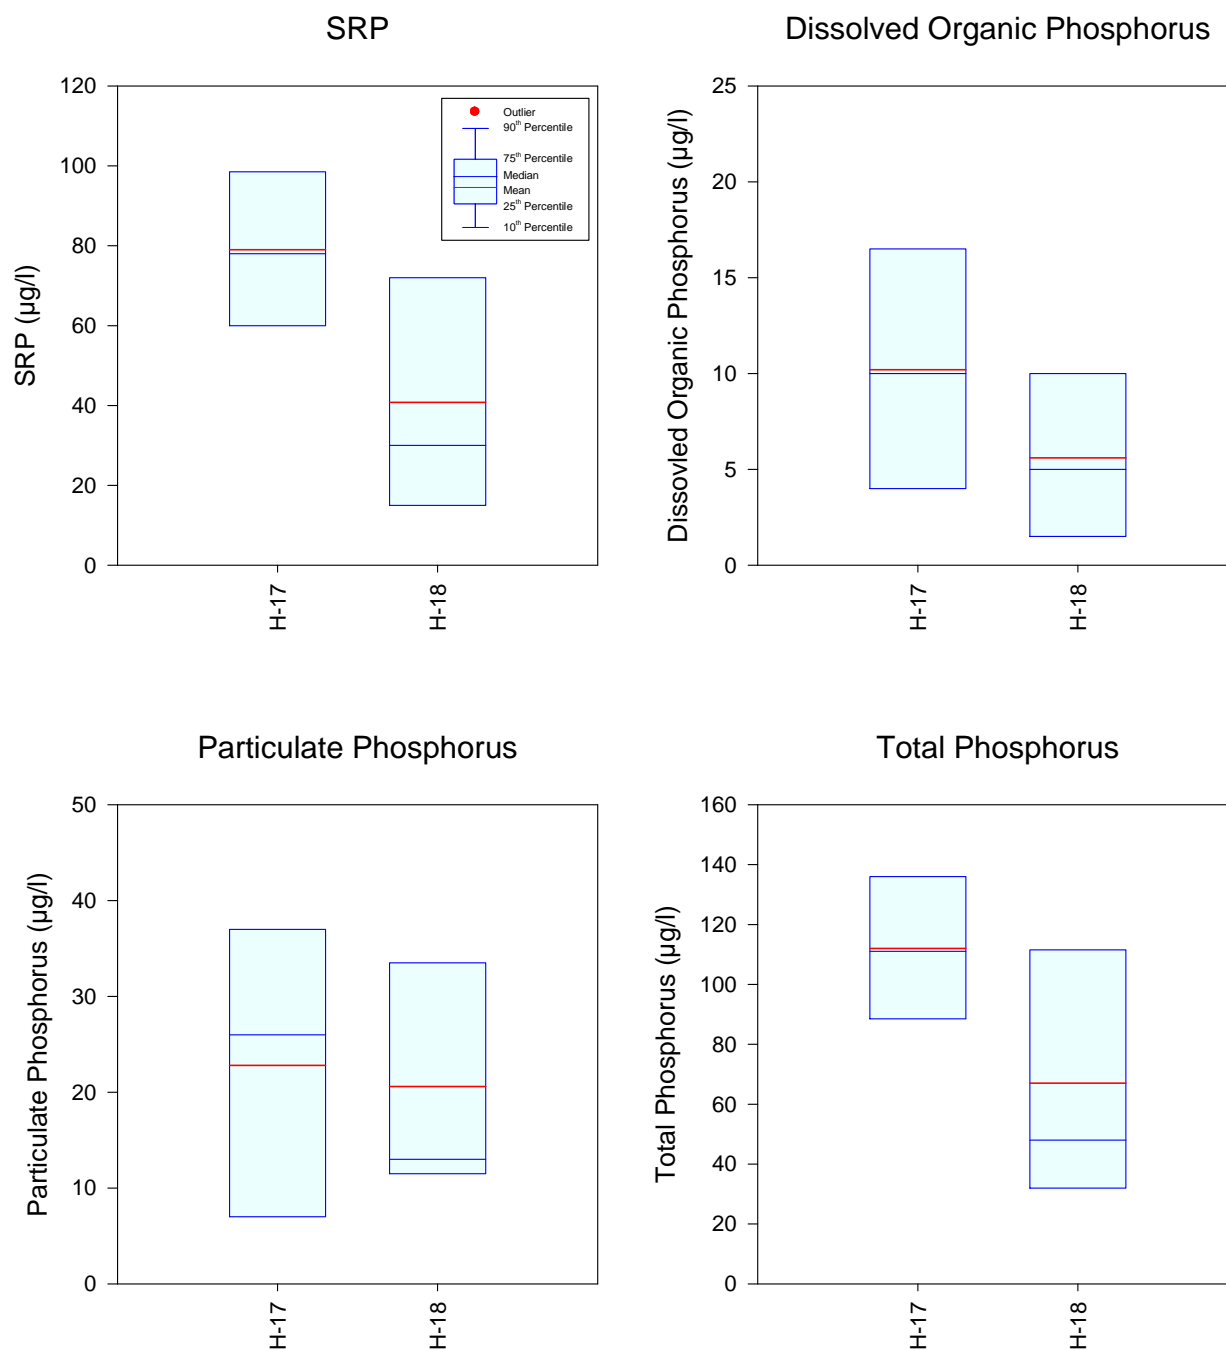 SRP
SRP (µg/l)
120
100
80
60
40
20
0
Outlier
90th Percentile
75th Percentile
Median
Mean
25th Percentile
10th Percentile
H-17
H-18
Dissolved Organic Phosphorus
Dissovled Organic Phosphorus (µg/l)
25
20
15
10
5
0
H-17
H-18
Particulate Phosphorus
Particulate Phosphorus (µg/l)
50
40
30
20
10
0
H-17
H-18
Total Phosphorus
Total Phosphorus (µg/l)
160
140
120
100
80
60
40
20
0
H-17
H-18